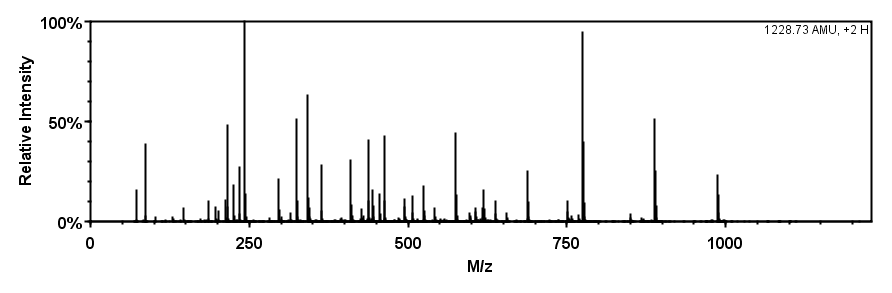 100%
1228.73 AMU, +2 H
Relative Intensity
50%
0%
0 250 500 750 1000
M/z